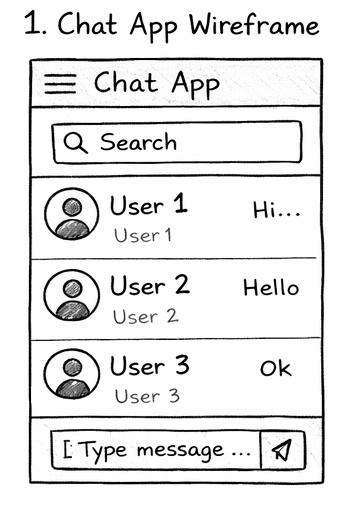 1. Chat App Wireframe
Chat App
Search
User 1 Hi...
User 1
User 2 Hello
User 2
User 3 Ok
User 3
[ Type message ...